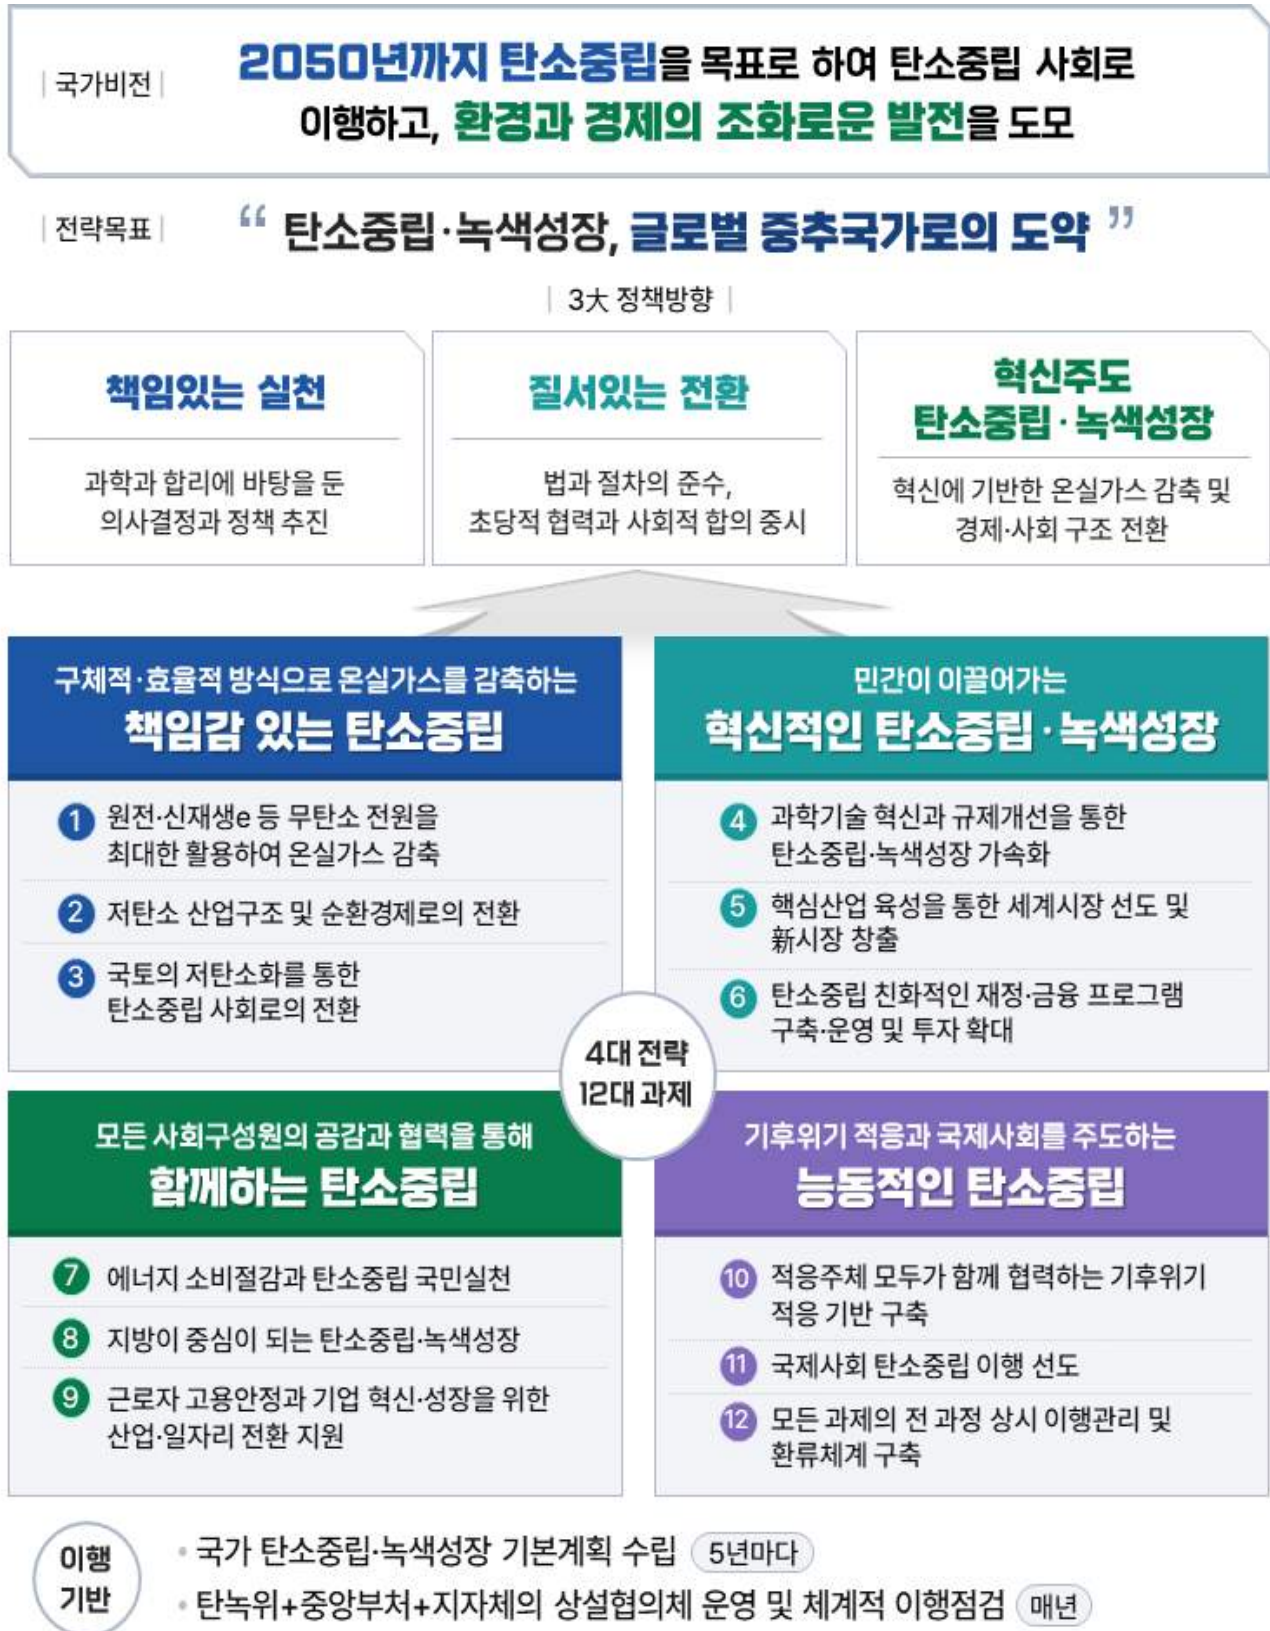 |국가비전|
2050년까지 탄소중립을 목표로 하여 탄소중립 사회로
이행하고, 환경과 경제의 조화로운 발전을 도모
|전략목표|
“ 탄소중립·녹색성장, 글로벌 중추국가로의 도약 ”
| 3大 정책방향 |
책임있는 실천
과학과 합리에 바탕을 둔
의사결정과 정책 추진
질서있는 전환
법과 절차의 준수,
초당적 협력과 사회적 합의 중시
혁신주도
탄소중립·녹색성장
혁신에 기반한 온실가스 감축 및
경제·사회 구조 전환
구체적·효율적 방식으로 온실가스를 감축하는
책임감 있는 탄소중립
1 원전·신재생e 등 무탄소 전원을
최대한 활용하여 온실가스 감축
2 저탄소 산업구조 및 순환경제로의 전환
3 국토의 저탄소화를 통한
탄소중립 사회로의 전환
민간이 이끌어가는
혁신적인 탄소중립·녹색성장
4 과학기술 혁신과 규제개선을 통한
탄소중립·녹색성장 가속화
5 핵심산업 육성을 통한 세계시장 선도 및
新시장 창출
6 탄소중립 친화적인 재정·금융 프로그램
구축·운영 및 투자 확대
4대 전략
12대 과제
모든 사회구성원의 공감과 협력을 통해
함께하는 탄소중립
7 에너지 소비절감과 탄소중립 국민실천
8 지방이 중심이 되는 탄소중립·녹색성장
9 근로자 고용안정과 기업 혁신·성장을 위한
산업·일자리 전환 지원
기후위기 적응과 국제사회를 주도하는
능동적인 탄소중립
10 적응주체 모두가 함께 협력하는 기후위기
적응 기반 구축
11 국제사회 탄소중립 이행 선도
12 모든 과제의 전 과정 상시 이행관리 및
환류체계 구축
이행
기반
• 국가 탄소중립·녹색성장 기본계획 수립 5년마다
• 탄녹위+중앙부처+지자체의 상설협의체 운영 및 체계적 이행점검 매년